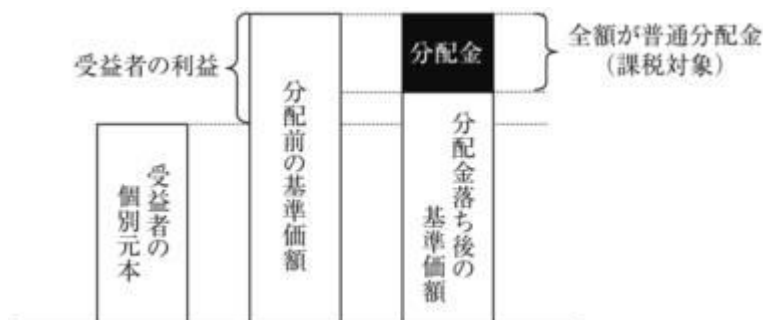 受益者の利益
分配金
全額が普通分配金
（課税対象）
受益者の
個別元本
分配前の基準価額
分配金落ち後の
基準価額